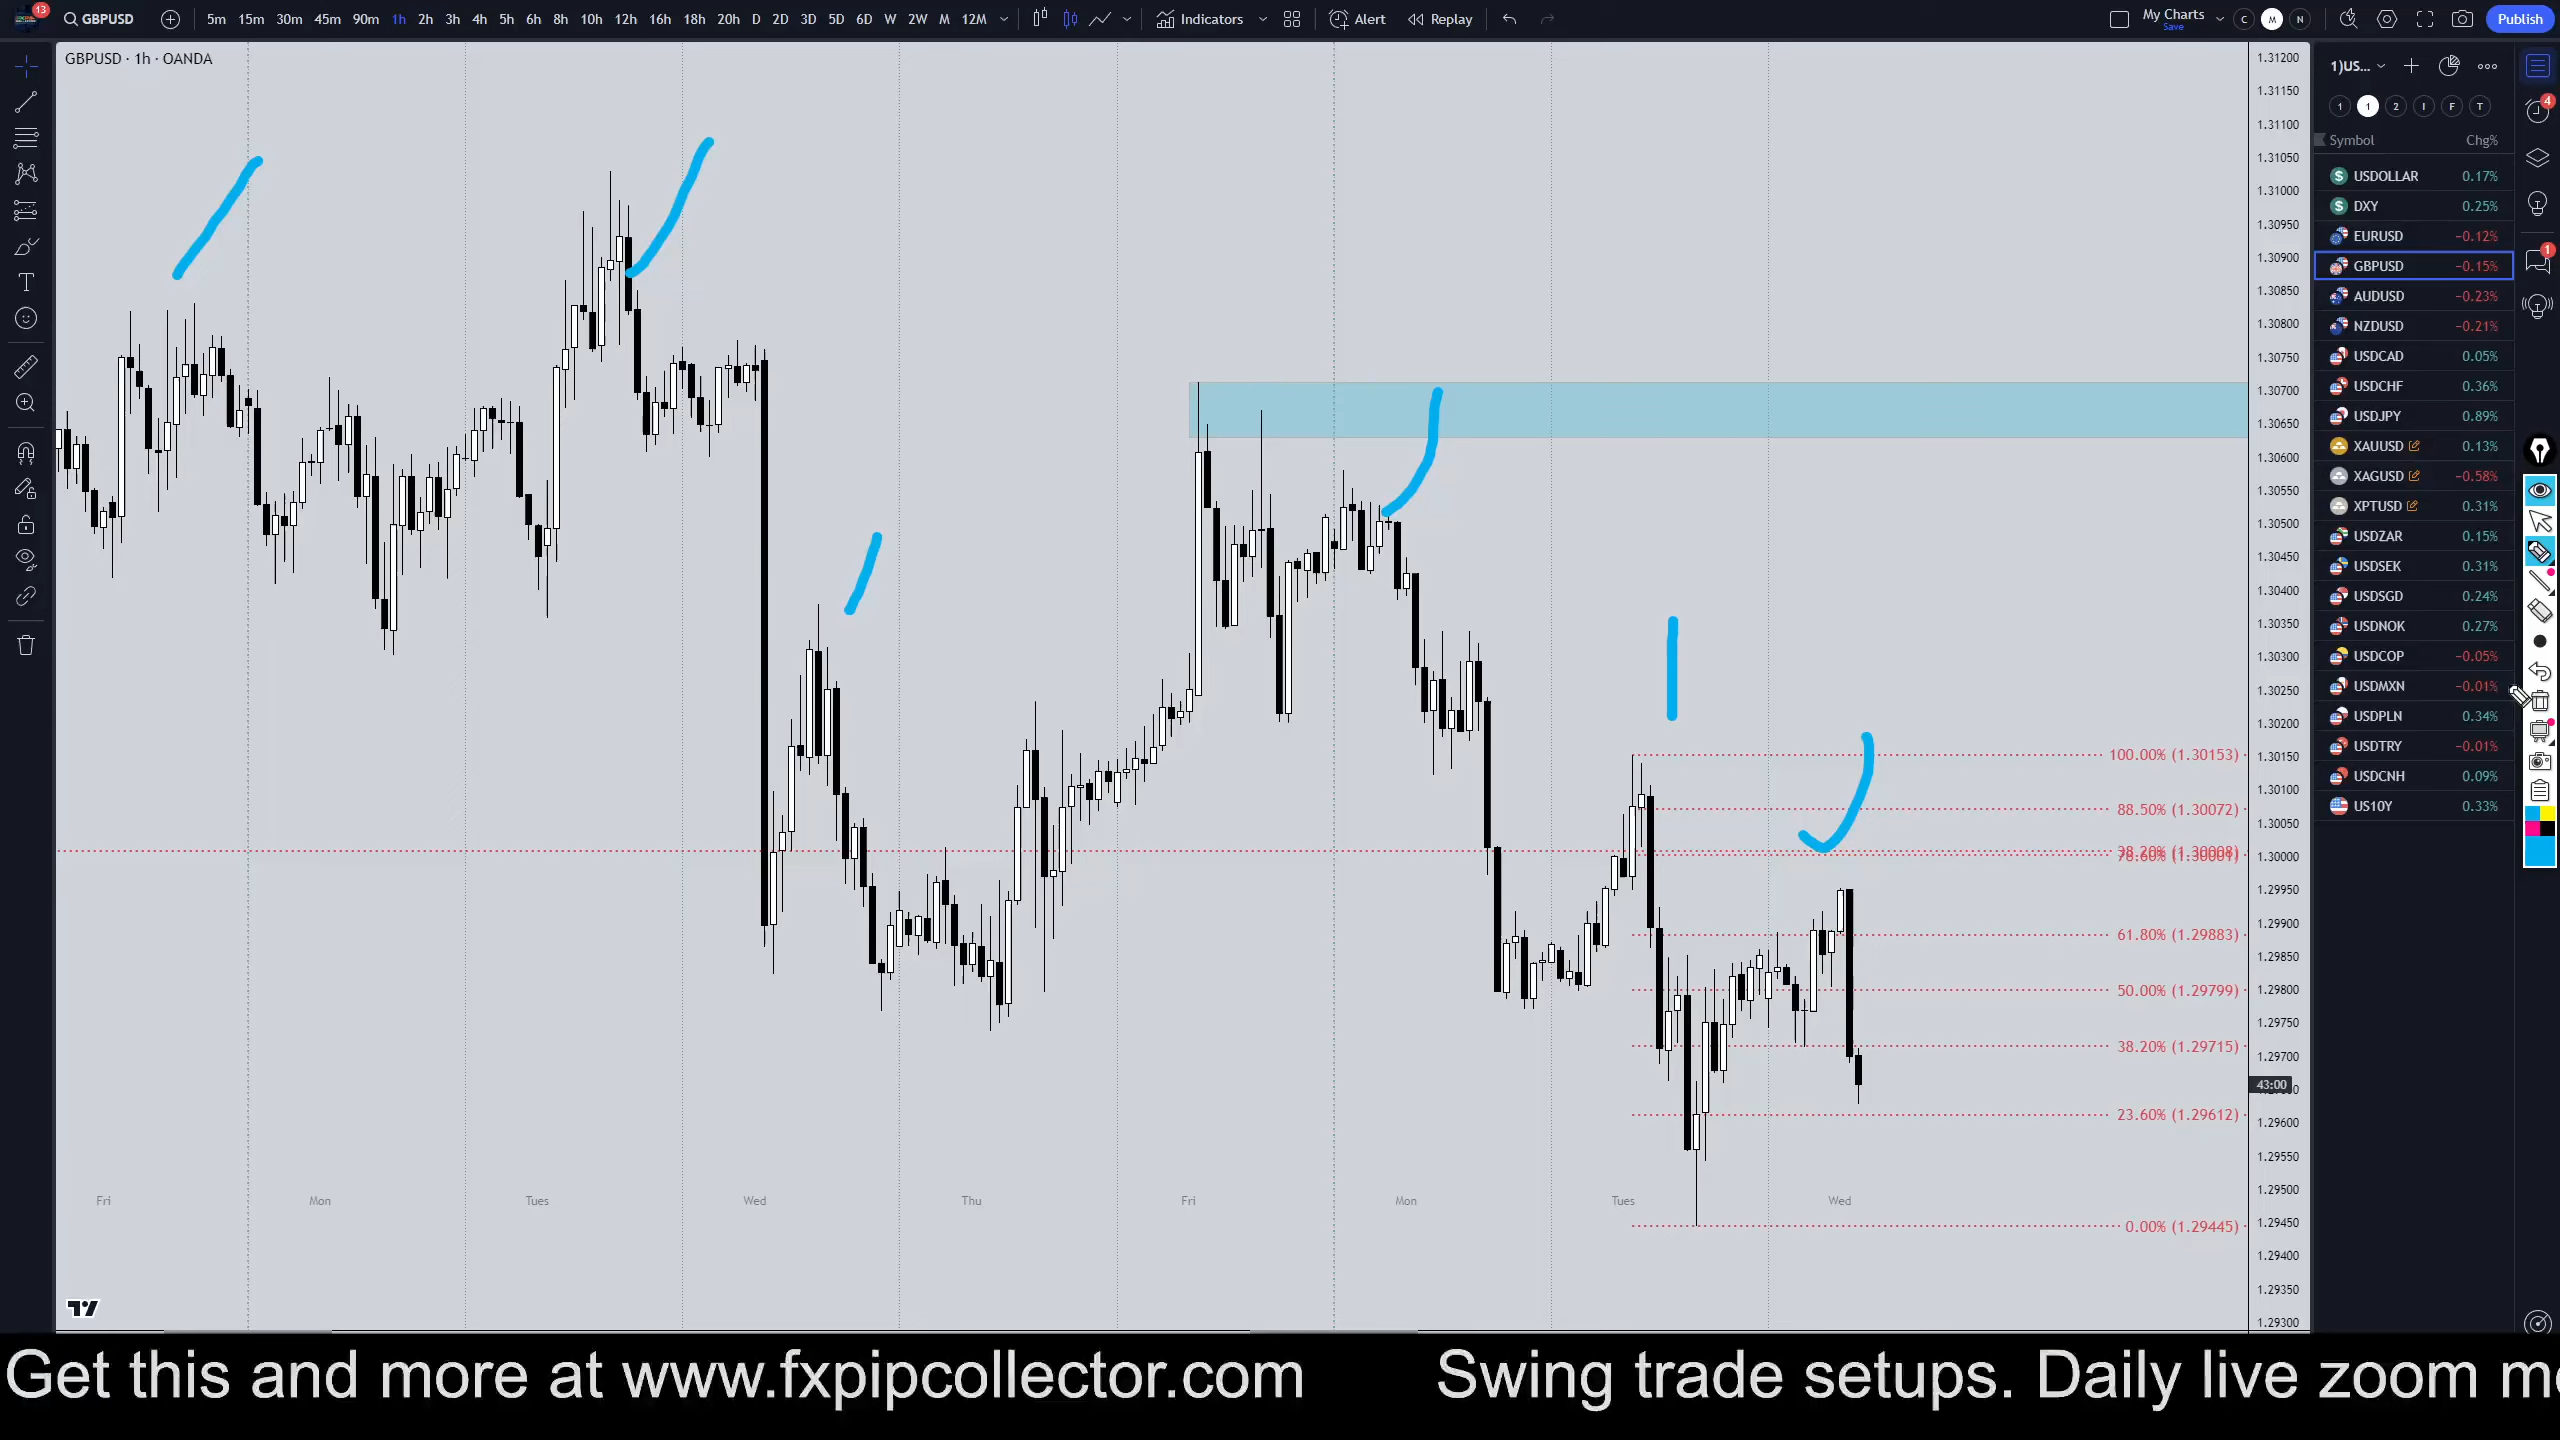 13
GBPUSD
5m 15m 30m 45m 90m 1h 2h 3h 4h 5h 6h 8h 10h 12h 16h 18h 20h D 2D 3D 5D 6D W 2W M 12M
Indicators
Alert
Replay
My Charts
Save
C M N
Publish
GBPUSD · 1h · OANDA
1.31200
1.31150
1.31100
1.31050
1.31000
1.30950
1.30900
1.30850
1.30800
1.30750
1.30700
1.30650
1.30600
1.30550
1.30500
1.30450
1.30400
1.30350
1.30300
1.30250
1.30200
1.30150
1.30100
1.30050
1.30000
1.29950
1.29900
1.29850
1.29800
1.29750
1.29700
43:00
1.29600
1.29550
1.29500
1.29450
1.29400
1.29350
1.29300
100.00% (1.30153)
88.50% (1.30072)
61.80% (1.29883)
50.00% (1.29799)
38.20% (1.29715)
23.60% (1.29612)
0.00% (1.29445)
Fri Mon Tues Wed Thu Fri Mon Tues Wed
1)US...
1 1 2 I F T
4
1
Symbol Chg%
USDOLLAR 0.17%
DXY 0.25%
EURUSD −0.12%
GBPUSD −0.15%
AUDUSD −0.23%
NZDUSD −0.21%
USDCAD 0.05%
USDCHF 0.36%
USDJPY 0.89%
XAUUSD 0.13%
XAGUSD −0.58%
XPTUSD 0.31%
USDZAR 0.15%
USDSEK 0.31%
USDSGD 0.24%
USDNOK 0.27%
USDCOP −0.05%
USDMXN −0.01%
USDPLN 0.34%
USDTRY −0.01%
USDCNH 0.09%
US10Y 0.33%
Get this and more at www.fxpipcollector.com Swing trade setups. Daily live zoom